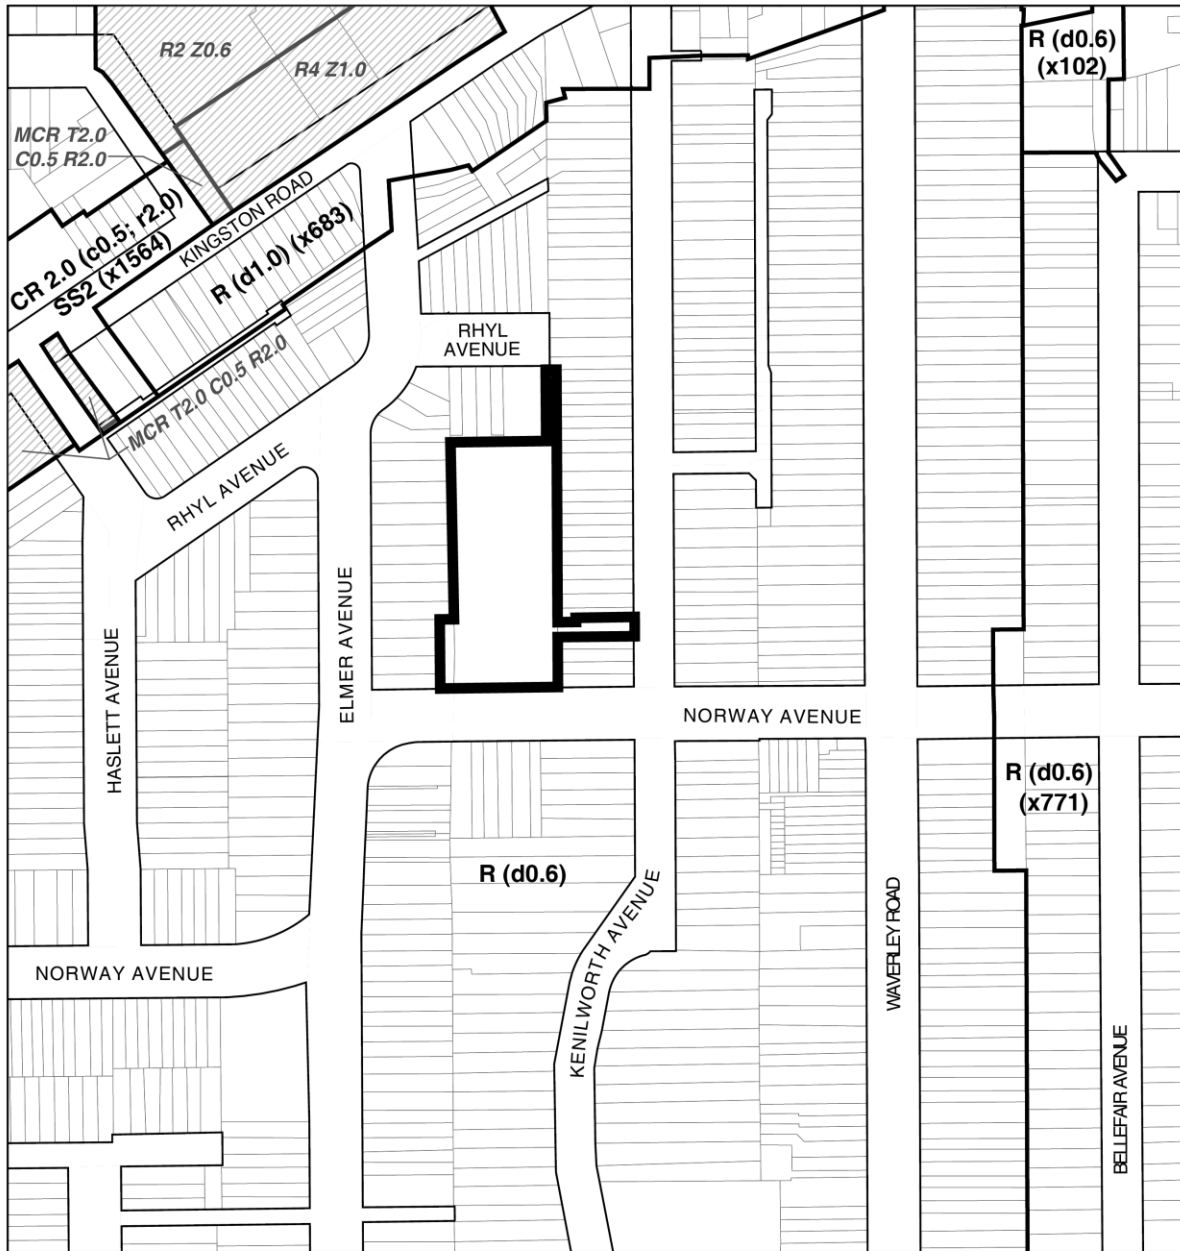 R2 Z0.6
R4 Z1.0
R (d0.6)
(x102)
MCR T2.0
C0.5 R2.0
KINGSTON ROAD
CR 2.0 (c0.5; r2.0)
SS2 (x1564)
R (d1.0) (x683)
RHYL
AVENUE
MCR T2.0 C0.5 R2.0
RHYL AVENUE
ELMER AVENUE
HASLETT AVENUE
NORWAY AVENUE
R (d0.6)
(x771)
R (d0.6)
KENILWORTH AVENUE
WAVERLEY ROAD
NORWAY AVENUE
BELLEFAIR AVENUE